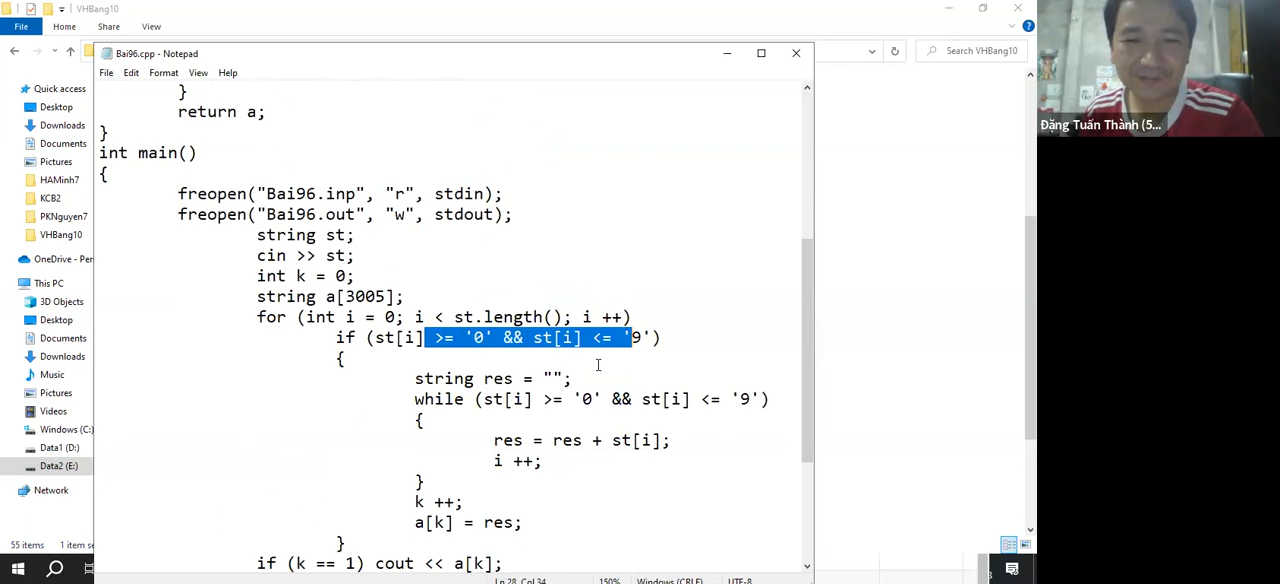 VHBang10
File Home Share View
Search VHBang10
Bai96.cpp - Notepad
File Edit Format View Help
Quick access
Desktop
Downloads
Documents
Pictures
HAMinh7
KCB2
PKNguyen7
VHBang10
OneDrive - Per
This PC
3D Objects
Desktop
Documents
Downloads
Music
Pictures
Videos
Windows (C:)
Data1 (D:)
Data2 (E:)
Network
55 items 1 item se
}
return a;
}
int main()
{
freopen("Bai96.inp", "r", stdin);
freopen("Bai96.out", "w", stdout);
string st;
cin >> st;
int k = 0;
string a[3005];
for (int i = 0; i < st.length(); i ++)
if (st[i] >= '0' && st[i] <= '9')
{
string res = "";
while (st[i] >= '0' && st[i] <= '9')
{
res = res + st[i];
i ++;
}
k ++;
a[k] = res;
}
if (k == 1) cout << a[k];
Ln 28, Col 34 150% Windows (CRLF) UTF-8
Đặng Tuấn Thành (5...